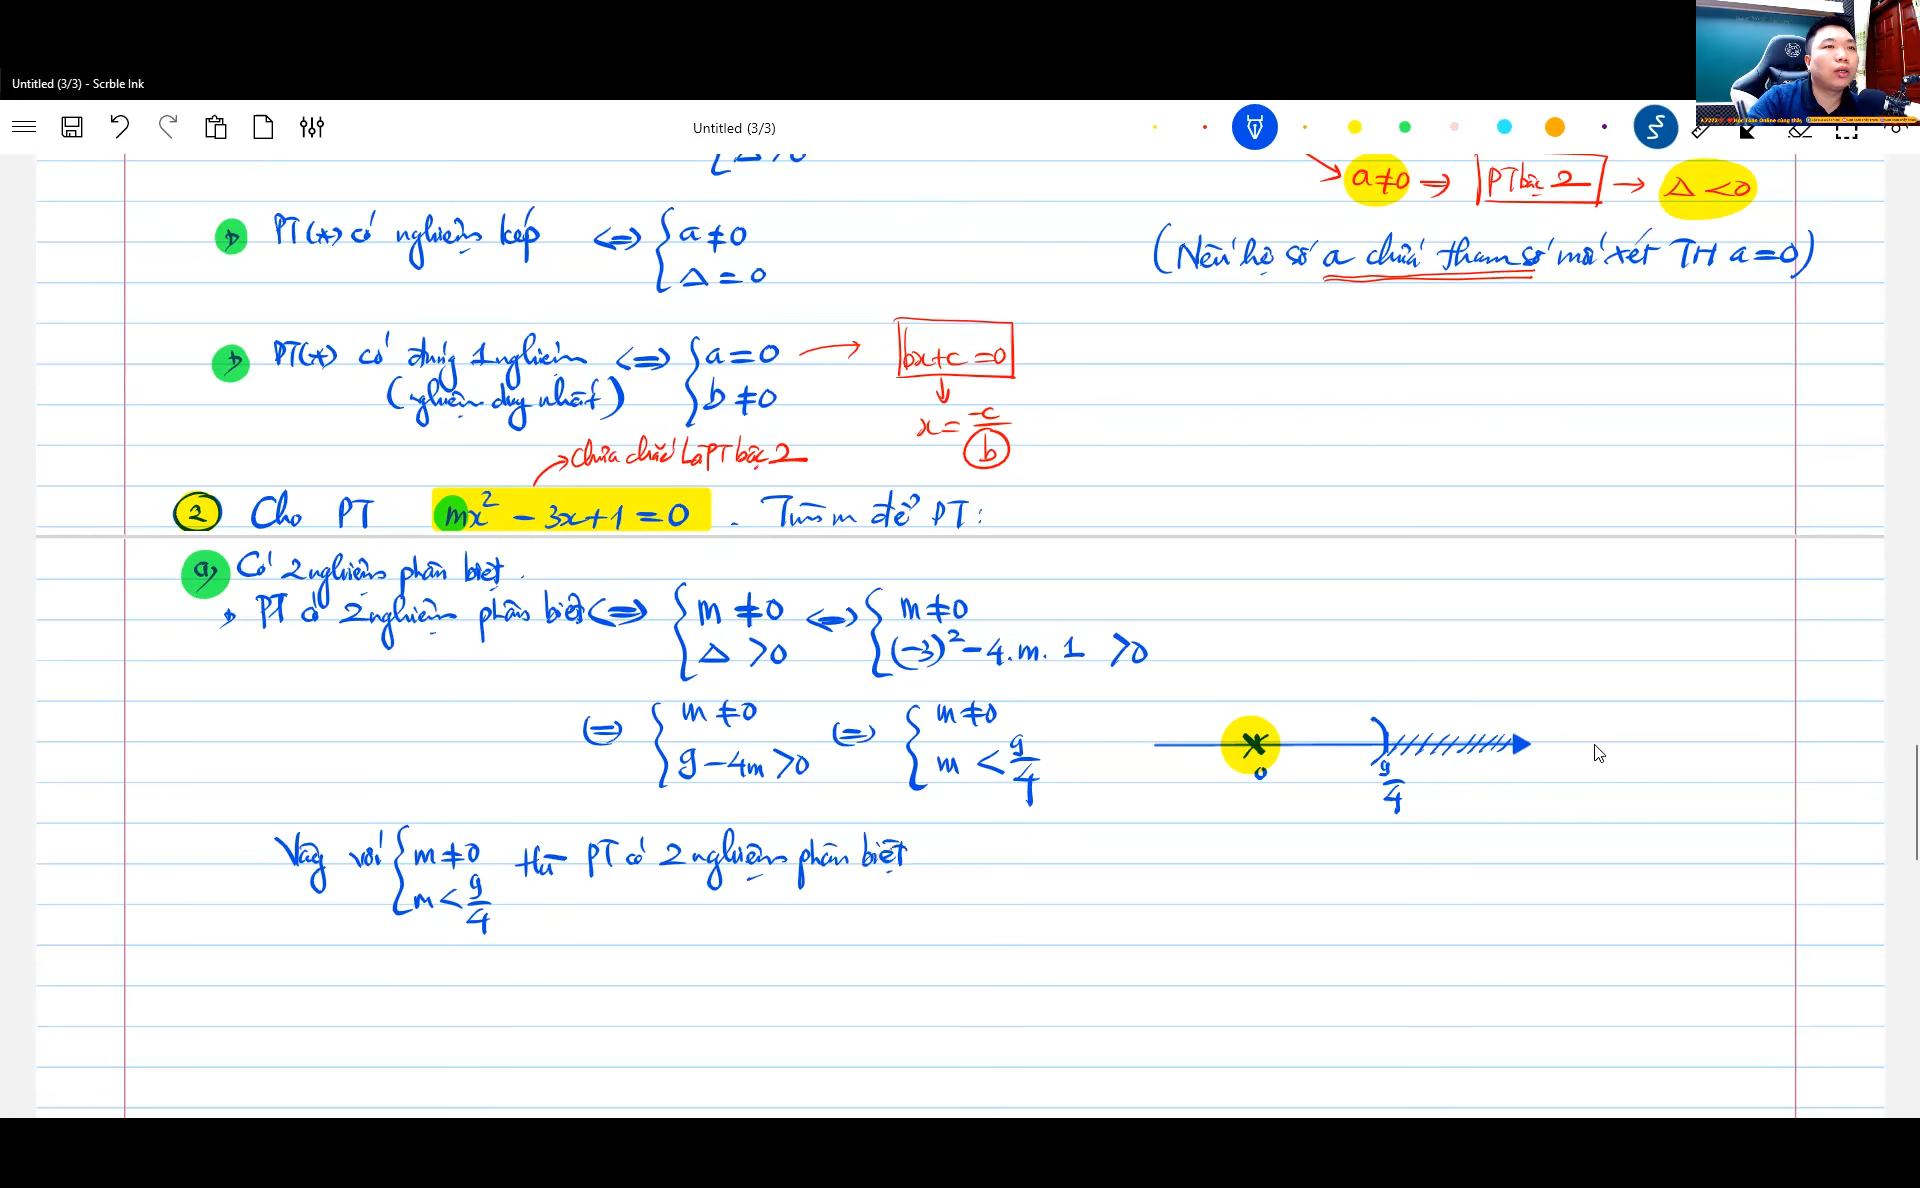 Untitled (3/3) - Scrble Ink
Untitled (3/3)
Δ > 0
a ≠ 0 => PT bậc 2 → Δ < 0
PT(*) có nghiệm kép <=> { a ≠ 0
Δ = 0
(Nếu hệ số a chứa tham số mới xét TH a = 0)
PT(*) có đúng 1 nghiệm <=> { a = 0 → bx + c = 0
(nghiệm duy nhất) b ≠ 0
x = -c/b
chưa chắc là PT bậc 2
2 Cho PT mx² - 3x + 1 = 0. Tìm m để PT:
a, Có 2 nghiệm phân biệt.
PT có 2 nghiệm phân biệt <=> { m ≠ 0 <=> { m ≠ 0
Δ > 0 (-3)² - 4.m.1 > 0
<=> { m ≠ 0 <=> { m ≠ 0
9 - 4m > 0 m < 9/4
0 9/4
Vậy với { m ≠ 0 thì PT có 2 nghiệm phân biệt
m < 9/4